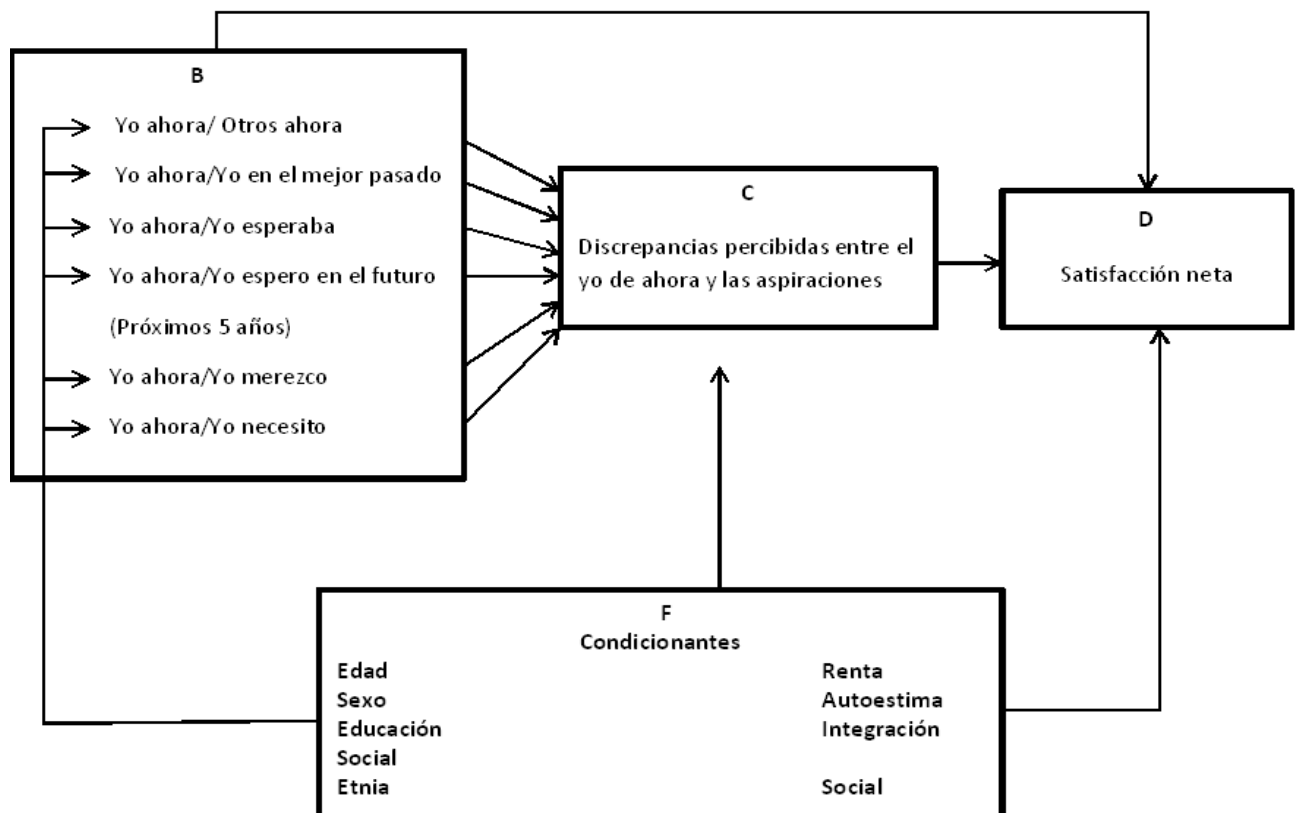 B
Yo ahora/ Otros ahora
Yo ahora/Yo en el mejor pasado
Yo ahora/Yo esperaba
Yo ahora/Yo espero en el futuro
(Próximos 5 años)
Yo ahora/Yo merezco
Yo ahora/Yo necesito
C
Discrepancias percibidas entre el
yo de ahora y las aspiraciones
D
Satisfacción neta
F
Condicionantes
Edad
Sexo
Educación
Social
Etnia
Renta
Autoestima
Integración
Social